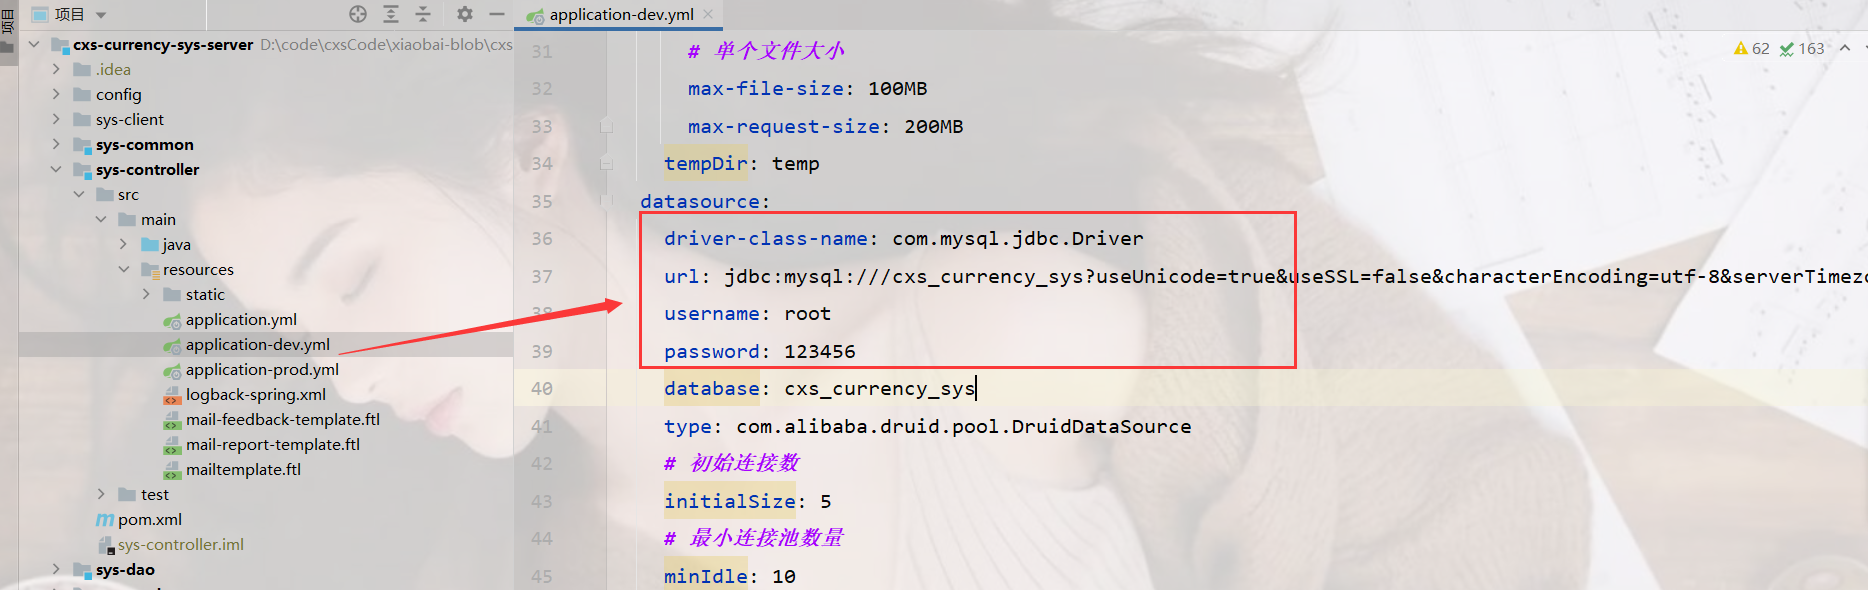 项目
项目
cxs-currency-sys-server D:\code\cxsCode\xiaobai-blob\cxs
.idea
config
sys-client
sys-common
sys-controller
src
main
java
resources
static
application.yml
application-dev.yml
application-prod.yml
logback-spring.xml
mail-feedback-template.ftl
mail-report-template.ftl
mailtemplate.ftl
test
pom.xml
sys-controller.iml
sys-dao
application-dev.yml
62 163
31 # 单个文件大小
32 max-file-size: 100MB
33 max-request-size: 200MB
34 tempDir: temp
35 datasource:
36 driver-class-name: com.mysql.jdbc.Driver
37 url: jdbc:mysql:///cxs_currency_sys?useUnicode=true&useSSL=false&characterEncoding=utf-8&serverTimez
38 username: root
39 password: 123456
40 database: cxs_currency_sys
41 type: com.alibaba.druid.pool.DruidDataSource
42 # 初始连接数
43 initialSize: 5
44 # 最小连接池数量
45 minIdle: 10